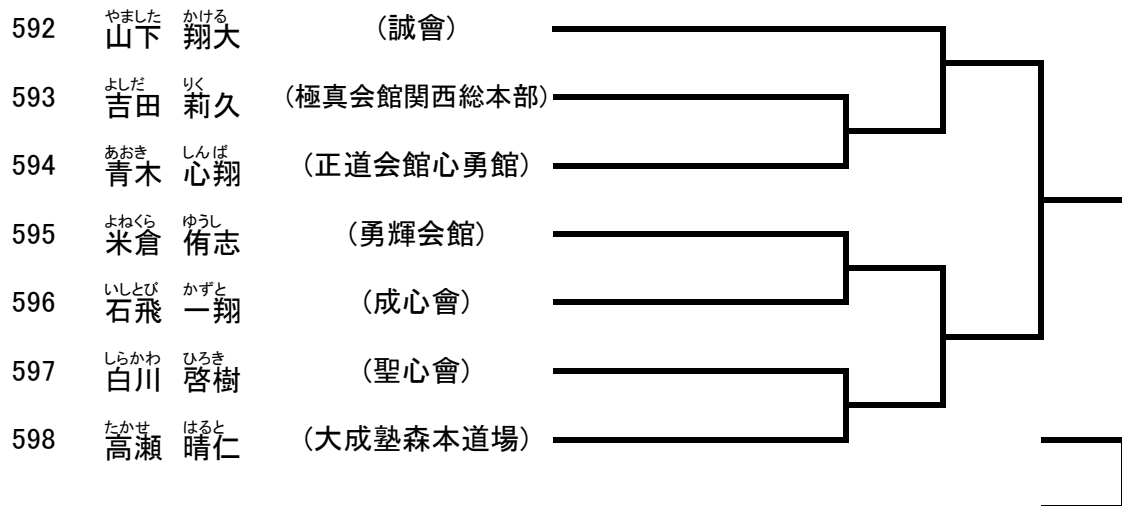 やました かける
592 山下 翔大 (誠會)
よしだ りく
593 吉田 莉久 (極真会館関西総本部)
あおき しんば
594 青木 心翔 (正道会館心勇館)
よねくら ゆうし
595 米倉 侑志 (勇輝会館)
いしとび かずと
596 石飛 一翔 (成心會)
しらかわ ひろき
597 白川 啓樹 (聖心會)
たかせ はると
598 高瀬 晴仁 (大成塾森本道場)